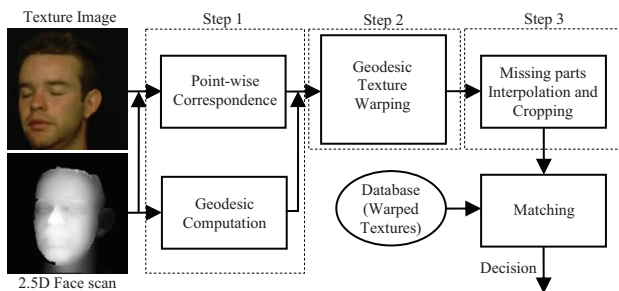 Texture Image
Step 1
Step 2
Step 3
Point-wise
Correspondence
Geodesic
Texture
Warping
Missing parts
Interpolation and
Cropping
Geodesic
Computation
Database
(Warped
Textures)
Matching
Decision
2.5D Face scan